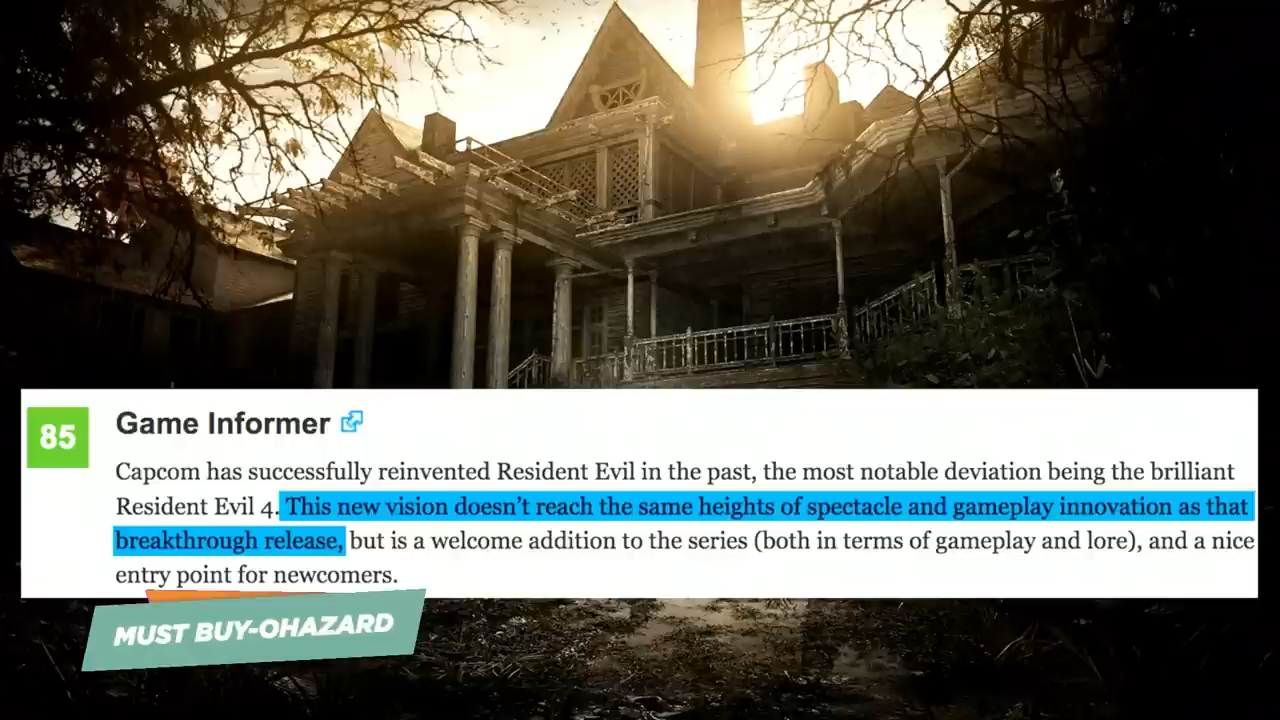 85
Game Informer
Capcom has successfully reinvented Resident Evil in the past, the most notable deviation being the brilliant
Resident Evil 4. This new vision doesn’t reach the same heights of spectacle and gameplay innovation as that
breakthrough release, but is a welcome addition to the series (both in terms of gameplay and lore), and a nice
entry point for newcomers.
MUST BUY-OHAZARD